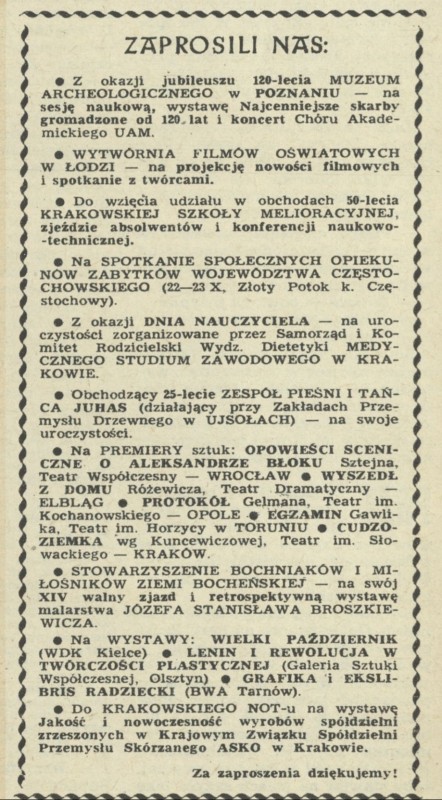 ZAPROSILI NAS:
● Z okazji jubileuszu 120-lecia MUZEUM
ARCHEOLOGICZNEGO w POZNANIU — na
sesję naukową, wystawę Najcenniejsze skarby
gromadzone od 120 lat i koncert Chóru Akade-
mickiego UAM.
● WYTWÓRNIA FILMÓW OŚWIATOWYCH
W ŁODZI — na projekcję nowości filmowych
i spotkanie z twórcami.
● Do wzięcia udziału w obchodach 50-lecia
KRAKOWSKIEJ SZKOŁY MELIORACYJNEJ,
zjeździe absolwentów i konferencji naukowo-
-technicznej.
● Na SPOTKANIE SPOŁECZNYCH OPIEKU-
NÓW ZABYTKÓW WOJEWÓDZTWA CZĘSTO-
CHOWSKIEGO (22—23 X, Złoty Potok k. Czę-
stochowy).
● Z okazji DNIA NAUCZYCIELA — na uro-
czystości zorganizowane przez Samorząd i Ko-
mitet Rodzicielski Wydz. Dietetyki MEDY-
CZNEGO STUDIUM ZAWODOWEGO W KRA-
KOWIE.
● Obchodzący 25-lecie ZESPÓŁ PIEŚNI I TAŃ-
CA JUHAS (działający przy Zakładach Prze-
mysłu Drzewnego w UJSOŁACH) — na swoje
uroczystości.
● Na PREMIERY sztuk: OPOWIEŚCI SCENI-
CZNE O ALEKSANDRZE BŁOKU Sztejna,
Teatr Współczesny — WROCŁAW ● WYSZEDŁ
Z DOMU Różewicza, Teatr Dramatyczny —
ELBLĄG ● PROTOKÓŁ Gelmana, Teatr im.
Kochanowskiego — OPOLE ● EGZAMIN Gawli-
ka, Teatr im. Horzycy w TORUNIU ● CUDZO-
ZIEMKA wg Kuncewiczowej, Teatr im. Sło-
wackiego — KRAKÓW.
● STOWARZYSZENIE BOCHNIAKÓW I MI-
ŁOŚNIKÓW ZIEMI BOCHEŃSKIEJ — na swój
XIV walny zjazd i retrospektywną wystawę
malarstwa JÓZEFA STANISŁAWA BROSZKIE-
WICZA.
● Na WYSTAWY: WIELKI PAŹDZIERNIK
(WDK Kielce) ● LENIN I REWOLUCJA W
TWÓRCZOŚCI PLASTYCZNEJ (Galeria Sztuki
Współczesnej, Olsztyn) ● GRAFIKA i EKSLI-
BRIS RADZIECKI (BWA Tarnów).
● Do KRAKOWSKIEGO NOT-u na wystawę
Jakość i nowoczesność wyrobów spółdzielni
zrzeszonych w Krajowym Związku Spółdzielni
Przemysłu Skórzanego ASKO w Krakowie.
Za zaproszenia dziękujemy!